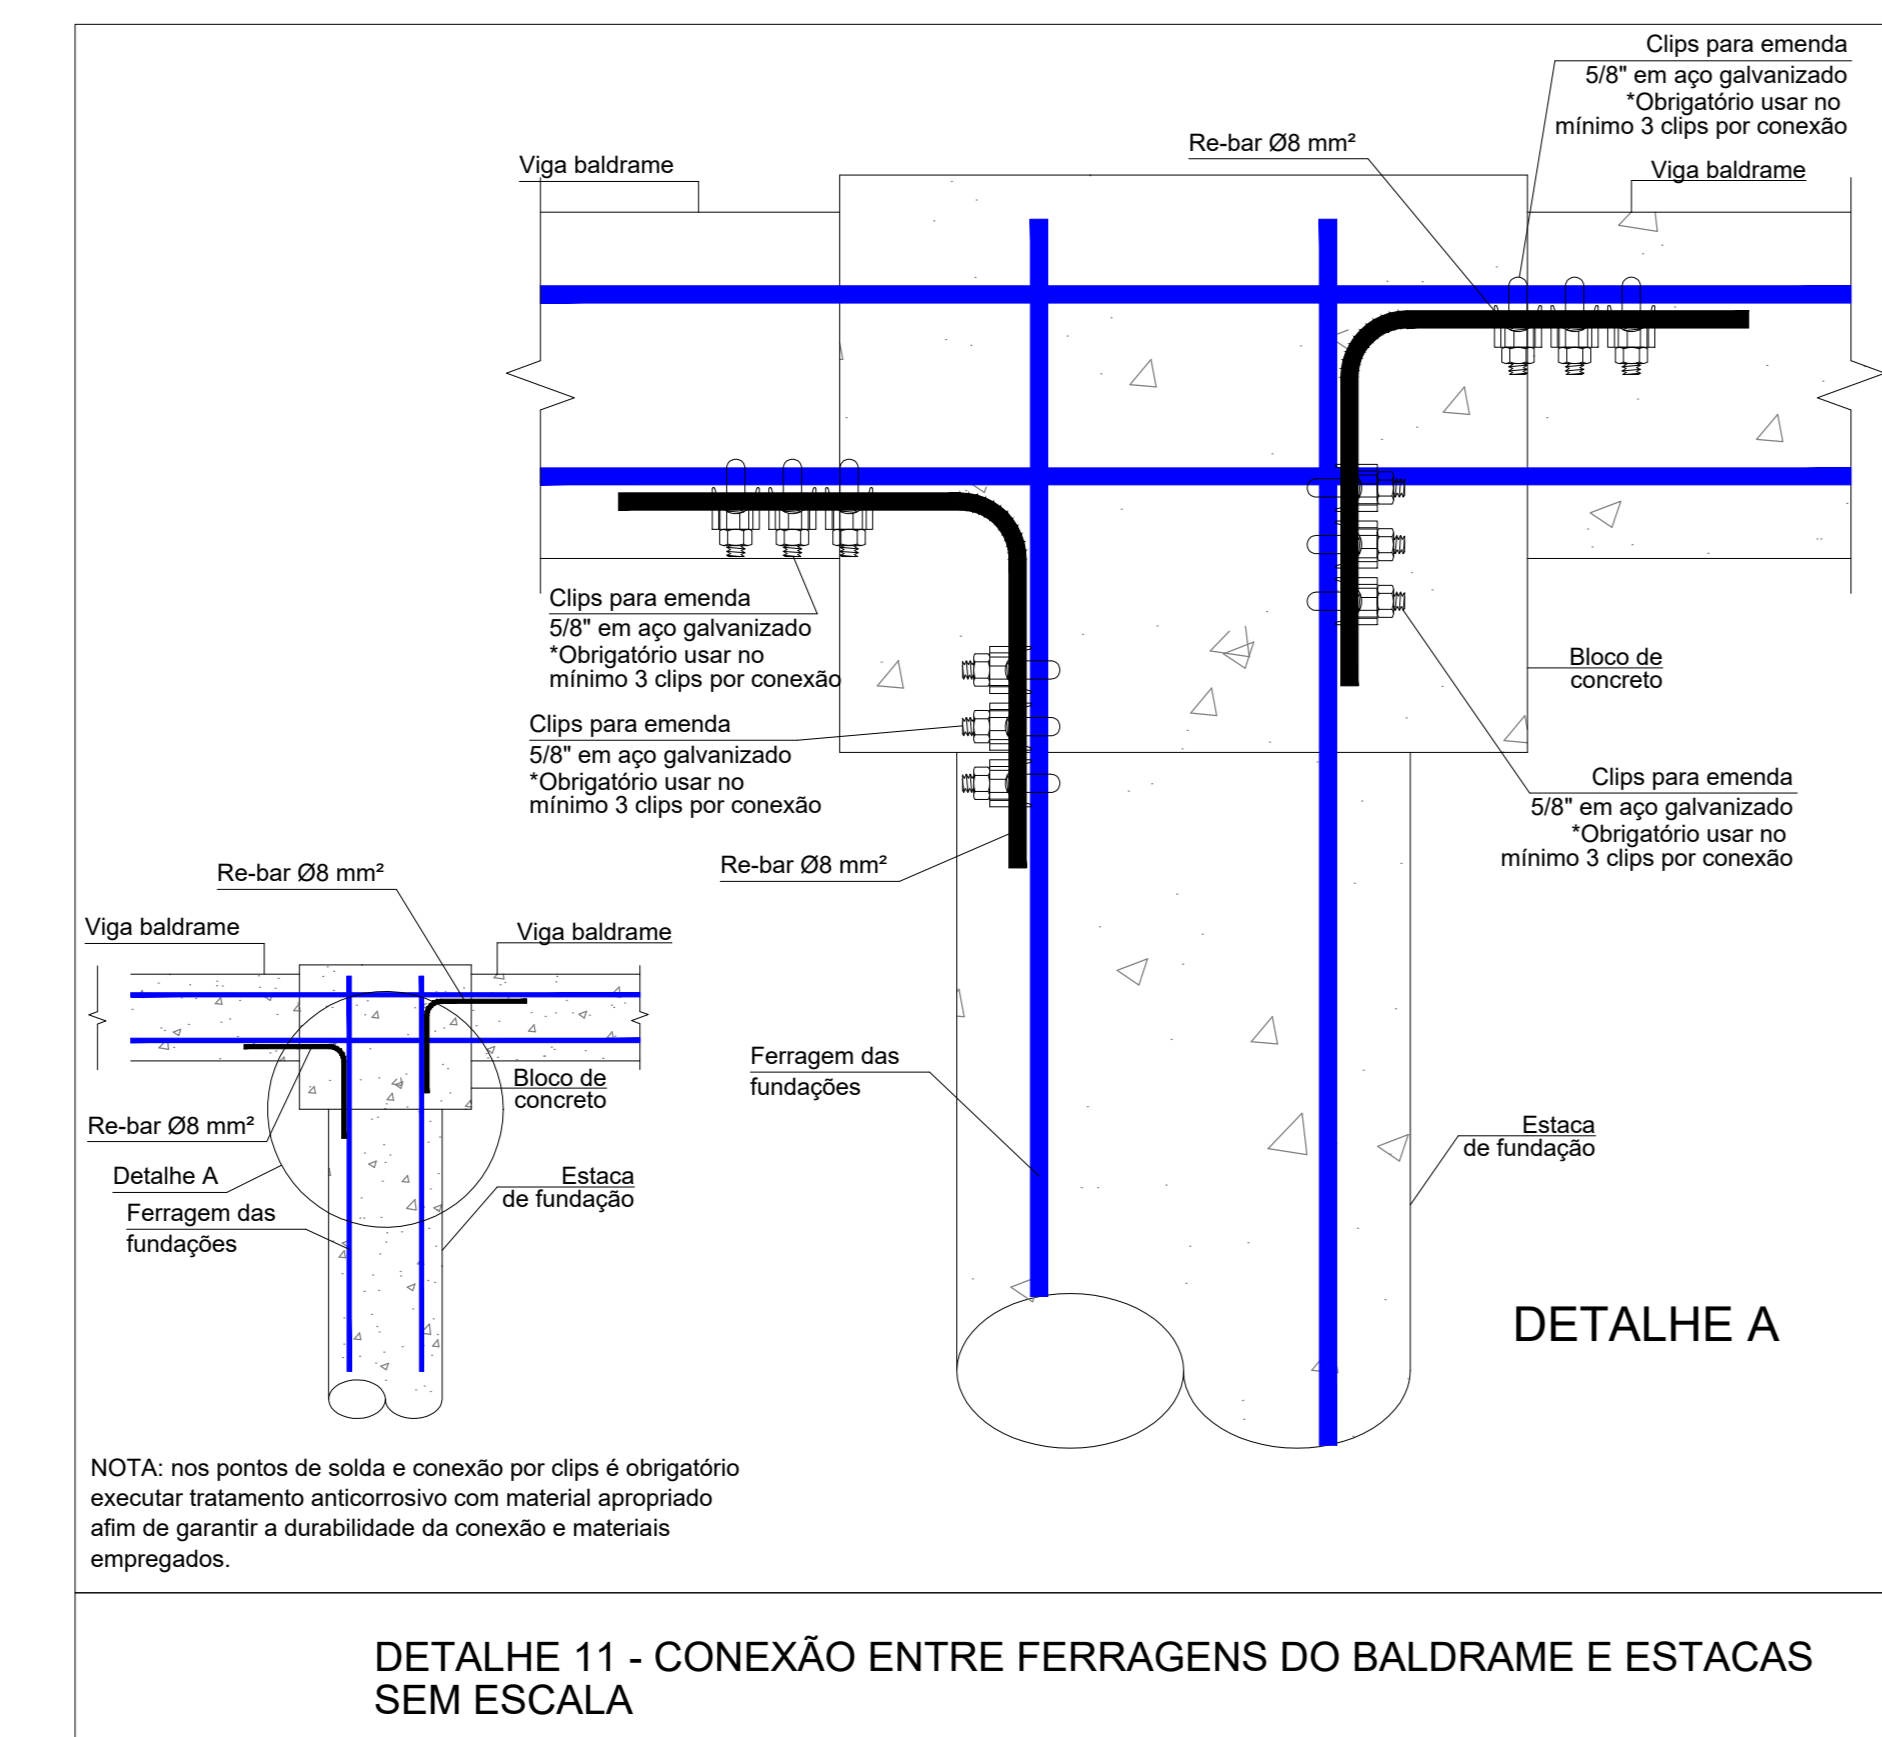 Clips para emenda
5/8" em aço galvanizado
*Obrigatório usar no
mínimo 3 clips por conexão
Re-bar Ø8 mm²
Viga baldrame
Viga baldrame
Clips para emenda
5/8" em aço galvanizado
*Obrigatório usar no
mínimo 3 clips por conexão
Bloco de
concreto
Clips para emenda
5/8" em aço galvanizado
*Obrigatório usar no
mínimo 3 clips por conexão
Clips para emenda
5/8" em aço galvanizado
*Obrigatório usar no
mínimo 3 clips por conexão
Re-bar Ø8 mm²
Re-bar Ø8 mm²
Viga baldrame
Viga baldrame
Bloco de
concreto
Re-bar Ø8 mm²
Detalhe A
Estaca
de fundação
Ferragem das
fundações
Ferragem das
fundações
Estaca
de fundação
DETALHE A
NOTA: nos pontos de solda e conexão por clips é obrigatório
executar tratamento anticorrosivo com material apropriado
afim de garantir a durabilidade da conexão e materiais
empregados.
DETALHE 11 - CONEXÃO ENTRE FERRAGENS DO BALDRAME E ESTACAS
SEM ESCALA